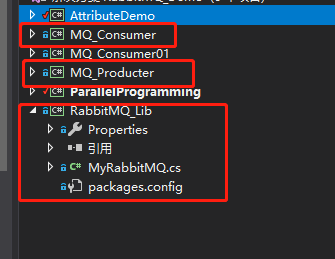 AttributeDemo
MQ_Consumer
MQ_Consumer01
MQ_Producter
ParallelProgramming
RabbitMQ_Lib
Properties
引用
MyRabbitMQ.cs
packages.config